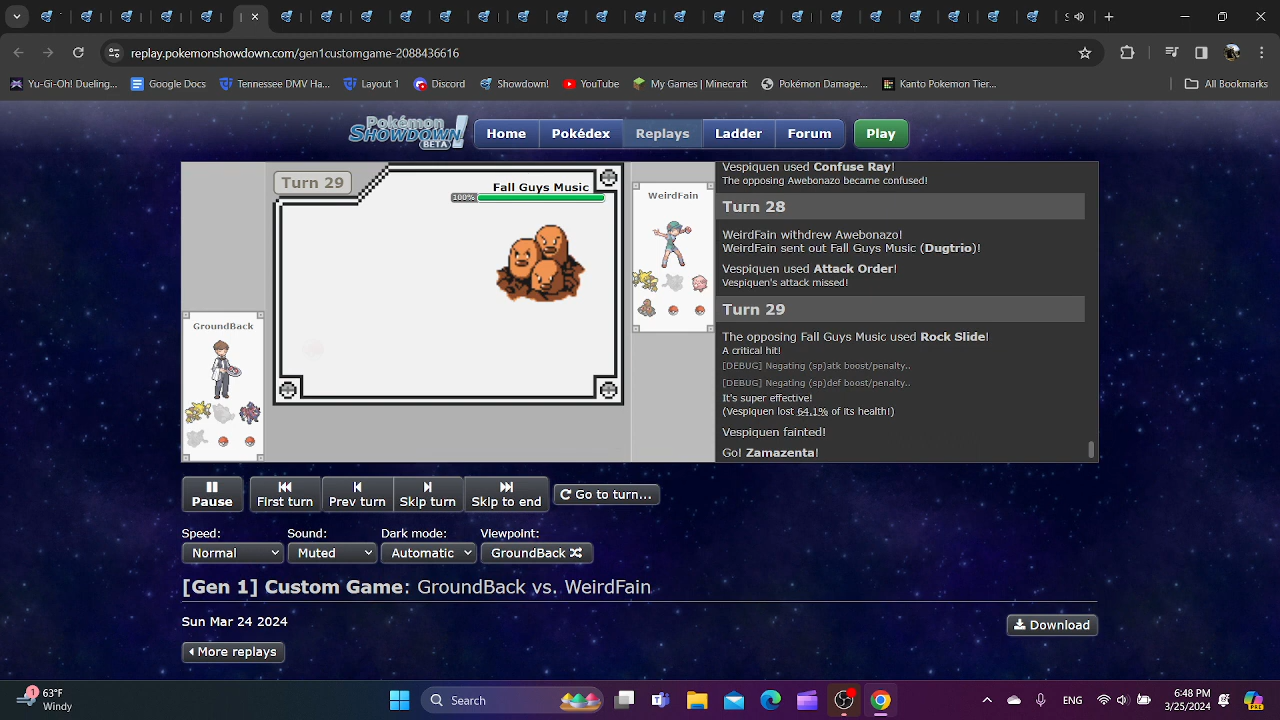 replay.pokemonshowdown.com/gen1customgame-2088436616
Yu-Gi-Oh! Dueling...
Google Docs
Tennessee DMV Ha...
Layout 1
Discord
Showdown!
YouTube
My Games | Minecraft
Pokémon Damage...
Kanto Pokemon Tier...
All Bookmarks
Pokémon
SHOWDOWN!
BETA
Home
Pokédex
Replays
Ladder
Forum
Play
Turn 29
Fall Guys Music
100%
WeirdFain
GroundBack
Vespiquen used Confuse Ray!
The opposing Awebonazo became confused!
Turn 28
WeirdFain withdrew Awebonazo!
WeirdFain sent out Fall Guys Music (Dugtrio)!
Vespiquen used Attack Order!
Vespiquen's attack missed!
Turn 29
The opposing Fall Guys Music used Rock Slide!
A critical hit!
[DEBUG] Negating (sp)atk boost/penalty..
[DEBUG] Negating (sp)def boost/penalty..
It's super effective!
(Vespiquen lost 64.1% of its health!)
Vespiquen fainted!
Go! Zamazenta!
Pause
First turn
Prev turn
Skip turn
Skip to end
Go to turn...
Speed:
Sound:
Dark mode:
Viewpoint:
Normal
Muted
Automatic
GroundBack
[Gen 1] Custom Game: GroundBack vs. WeirdFain
Sun Mar 24 2024
Download
More replays
1
63°F
Windy
Search
ENG
6:48 PM
3/25/2024
PRE